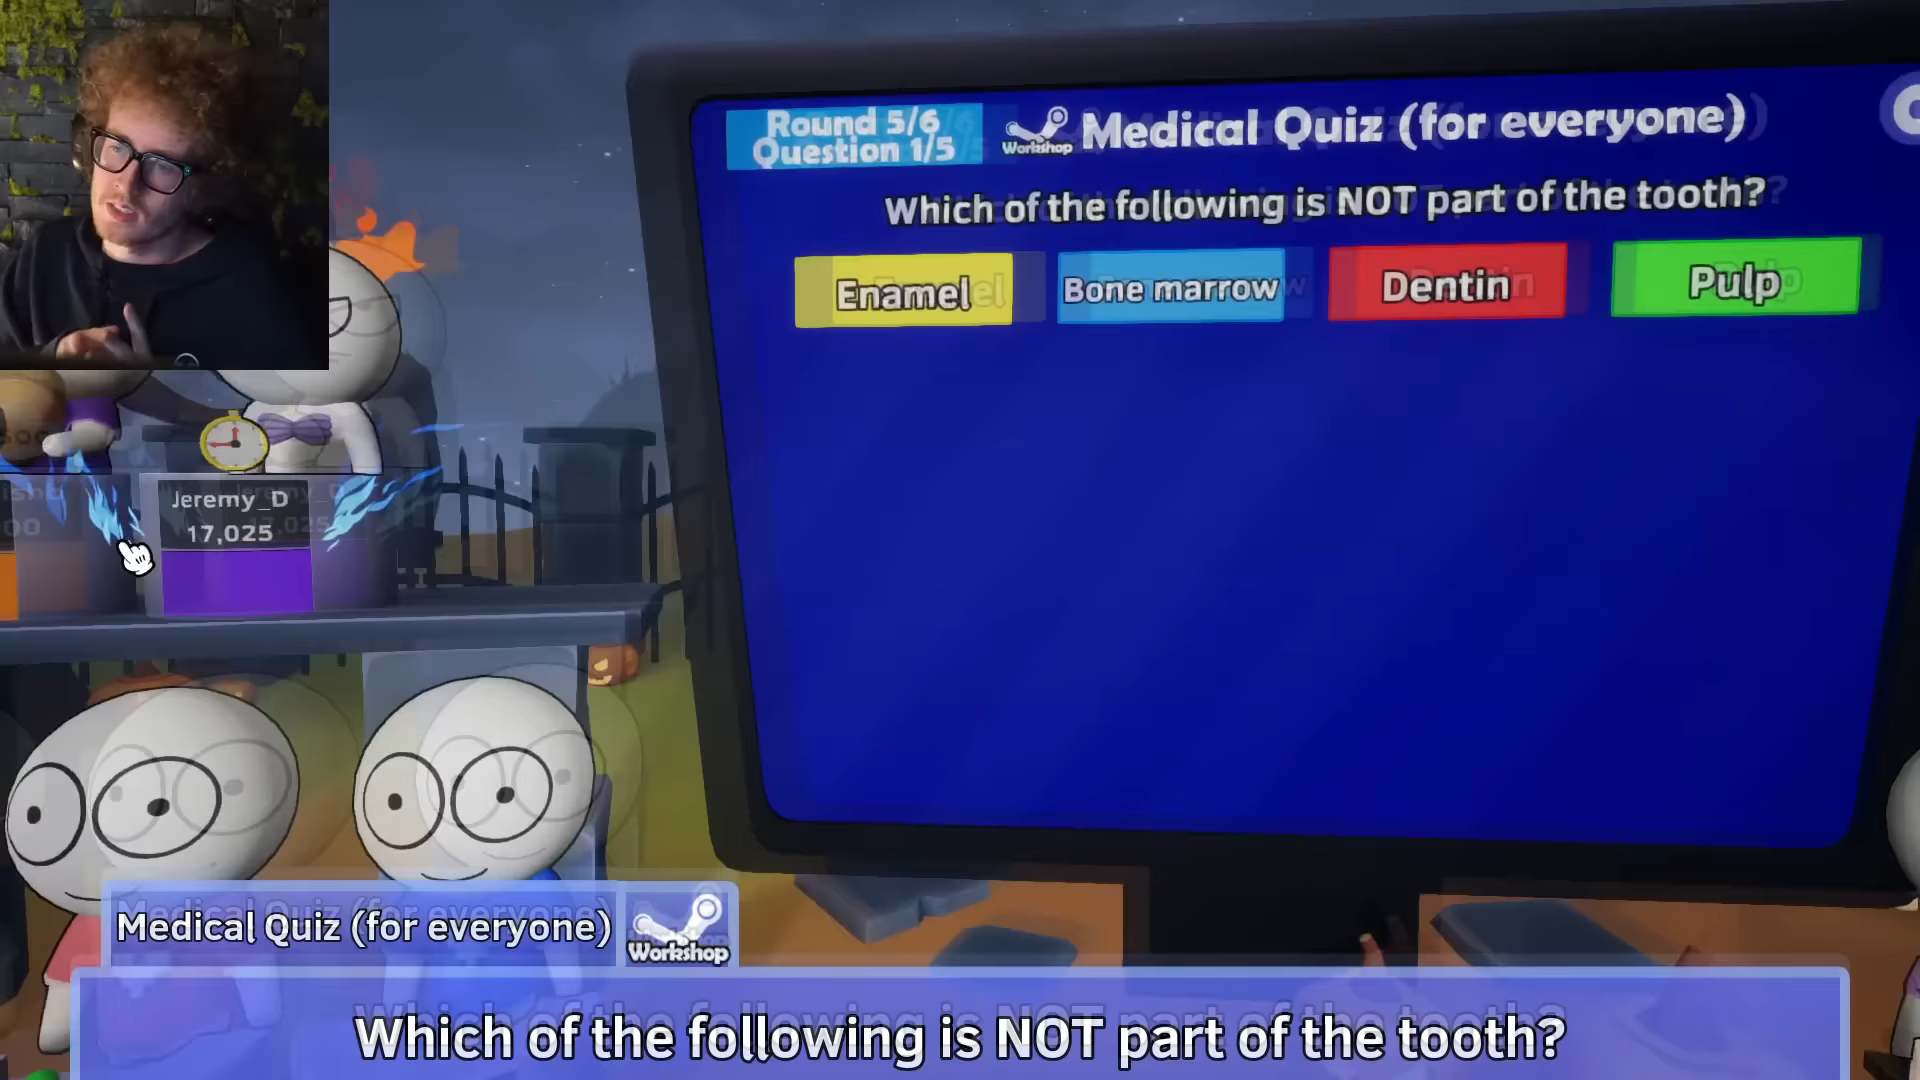 Round 5/6
Question 1/5
Workshop
Medical Quiz (for everyone)
Which of the following is NOT part of the tooth?
Enamel
Bone marrow
Dentin
Pulp
Jeremy_D
17,025
Medical Quiz (for everyone)
Workshop
Which of the following is NOT part of the tooth?